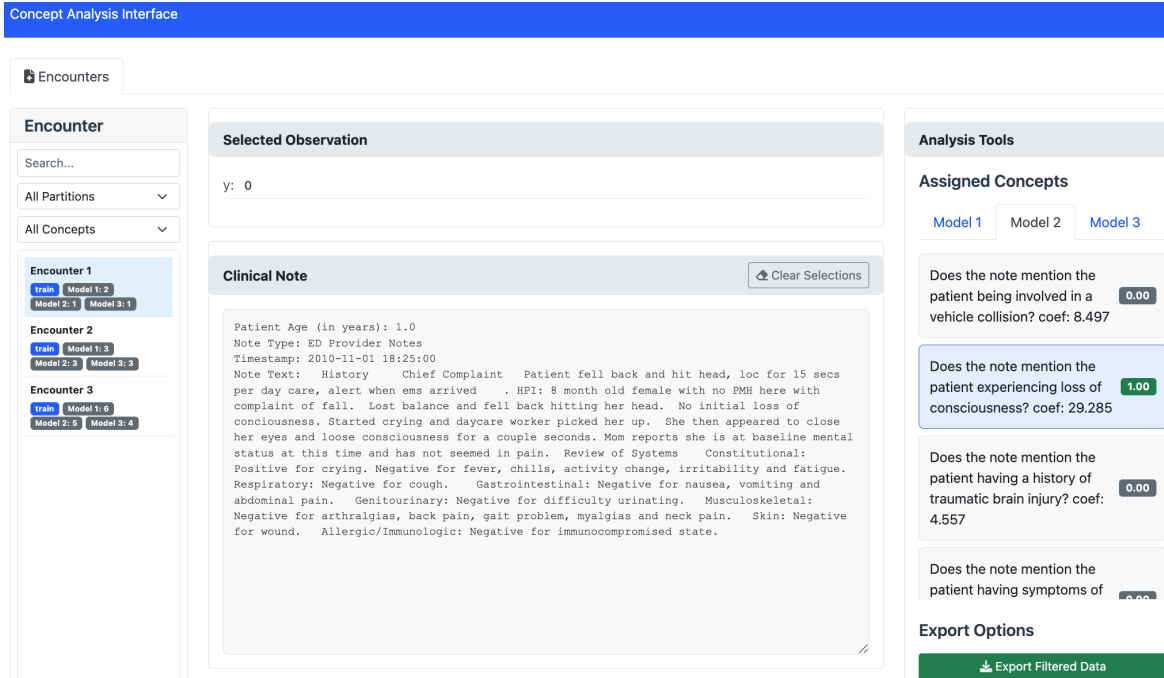 Concept Analysis Interface
Encounters
Encounter
Search...
All Partitions
All Concepts
Encounter 1
train Model 1: 2
Model 2: 1 Model 3: 1
Encounter 2
train Model 1: 3
Model 2: 3 Model 3: 3
Encounter 3
train Model 1: 6
Model 2: 5 Model 3: 4
Selected Observation
y: 0
Clinical Note
Clear Selections
Patient Age (in years): 1.0
Note Type: ED Provider Notes
Timestamp: 2010-11-01 18:25:00
Note Text: History Chief Complaint Patient fell back and hit head, loc for 15 secs
per day care, alert when ems arrived . HPI: 8 month old female with no PMH here with
complaint of fall. Lost balance and fell back hitting her head. No initial loss of
conciousness. Started crying and daycare worker picked her up. She then appeared to close
her eyes and loose consciousness for a couple seconds. Mom reports she is at baseline mental
status at this time and has not seemed in pain. Review of Systems Constitutional:
Positive for crying. Negative for fever, chills, activity change, irritability and fatigue.
Respiratory: Negative for cough. Gastrointestinal: Negative for nausea, vomiting and
abdominal pain. Genitourinary: Negative for difficulty urinating. Musculoskeletal:
Negative for arthralgias, back pain, gait problem, myalgias and neck pain. Skin: Negative
for wound. Allergic/Immunologic: Negative for immunocompromised state.
Analysis Tools
Assigned Concepts
Model 1 Model 2 Model 3
Does the note mention the
patient being involved in a
vehicle collision? coef: 8.497
0.00
Does the note mention the
patient experiencing loss of
consciousness? coef: 29.285
1.00
Does the note mention the
patient having a history of
traumatic brain injury? coef:
4.557
0.00
Does the note mention the
patient having symptoms of
0.00
Export Options
Export Filtered Data